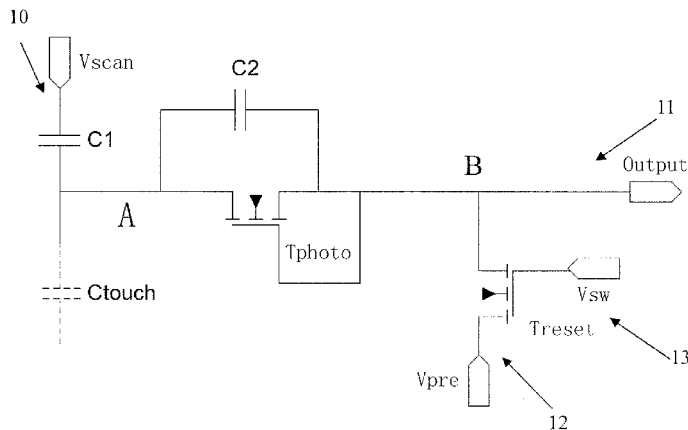 10
Vscan
C2
C1
11
Output
B
A
Tphoto
Ctouch
Vsw
Treset
13
Vpre
12